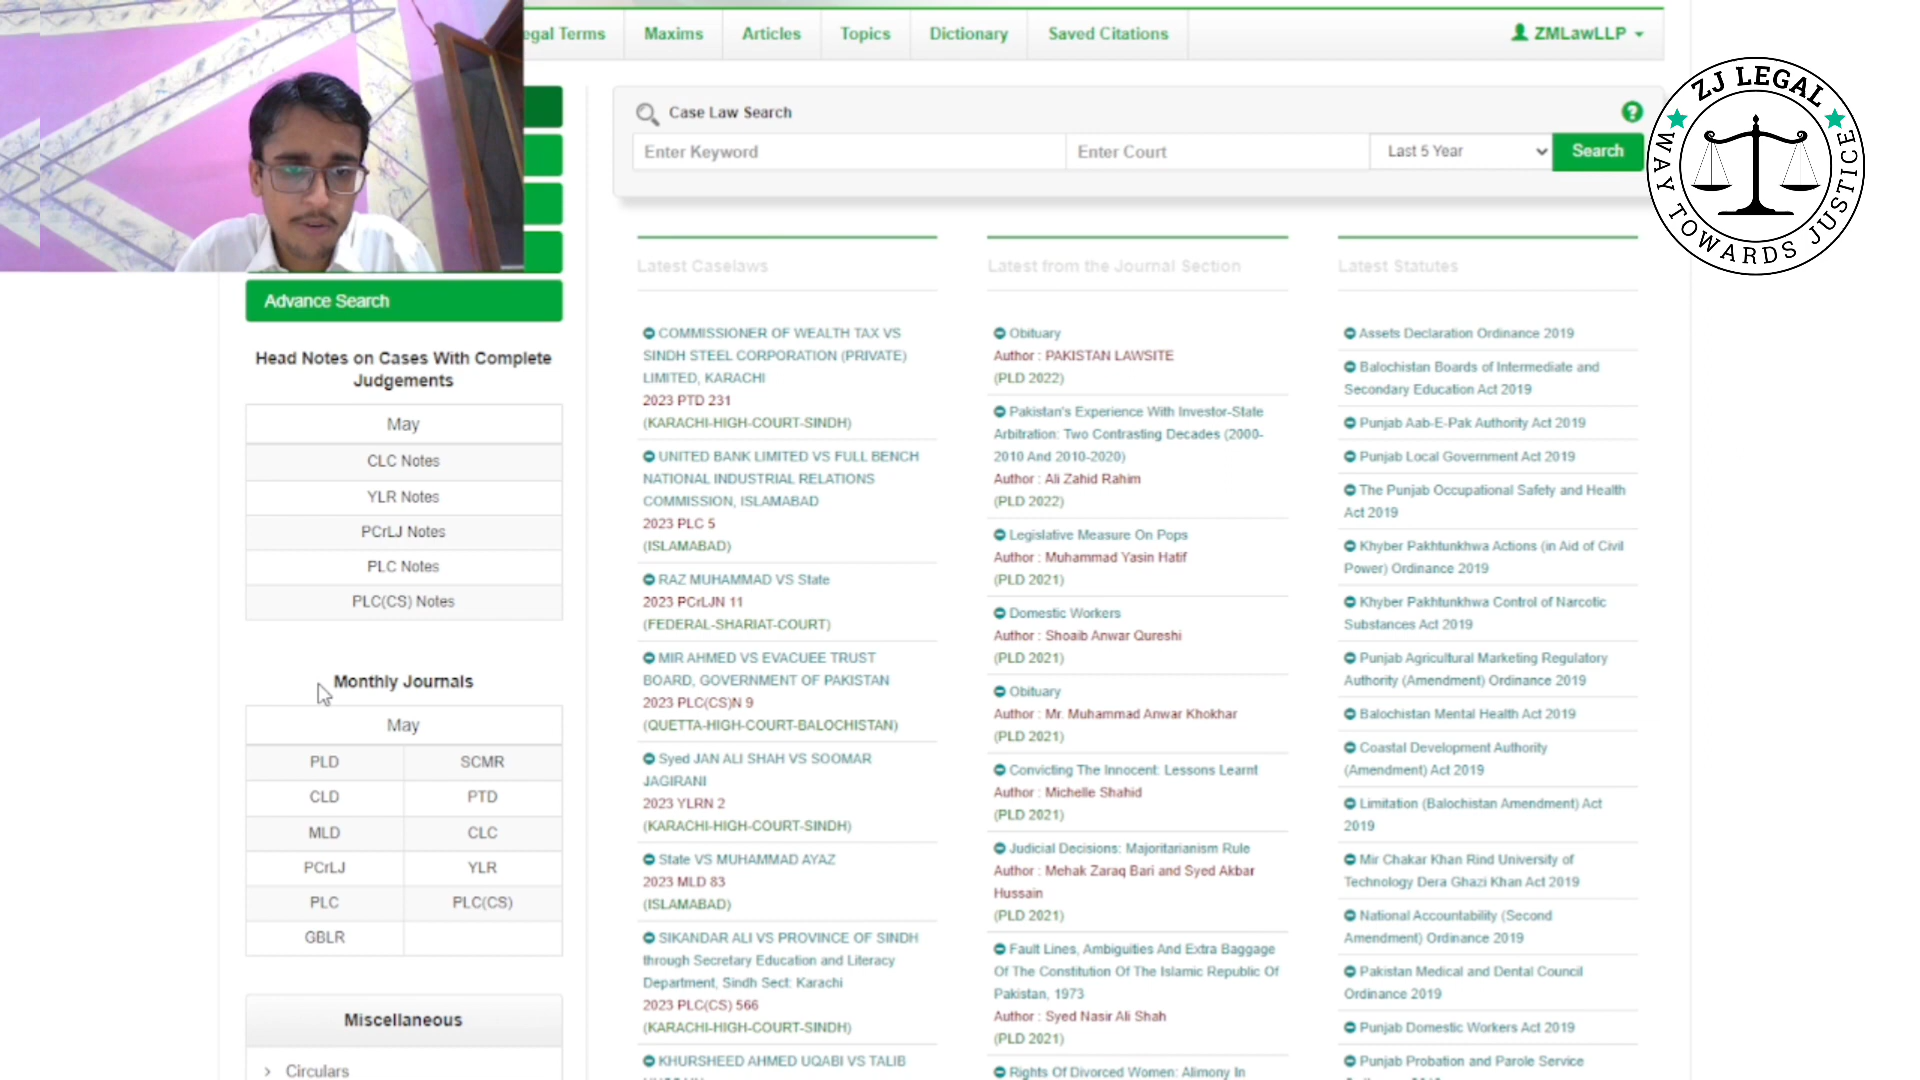 egal Terms
Maxims
Articles
Topics
Dictionary
Saved Citations
ZMLawLLP
ZJ LEGAL
WAY TOWARDS JUSTICE
Case Law Search
?
Enter Keyword
Enter Court
Last 5 Year
Search
Advance Search
Head Notes on Cases With Complete
Judgements
May
CLC Notes
YLR Notes
PCrLJ Notes
PLC Notes
PLC(CS) Notes
Monthly Journals
May
PLD SCMR
CLD PTD
MLD CLC
PCrLJ YLR
PLC PLC(CS)
GBLR
Miscellaneous
Circulars
Latest Caselaws
COMMISSIONER OF WEALTH TAX VS
SINDH STEEL CORPORATION (PRIVATE)
LIMITED, KARACHI
2023 PTD 231
(KARACHI-HIGH-COURT-SINDH)
UNITED BANK LIMITED VS FULL BENCH
NATIONAL INDUSTRIAL RELATIONS
COMMISSION, ISLAMABAD
2023 PLC 5
(ISLAMABAD)
RAZ MUHAMMAD VS State
2023 PCrLJN 11
(FEDERAL-SHARIAT-COURT)
MIR AHMED VS EVACUEE TRUST
BOARD, GOVERNMENT OF PAKISTAN
2023 PLC(CS)N 9
(QUETTA-HIGH-COURT-BALOCHISTAN)
Syed JAN ALI SHAH VS SOOMAR
JAGIRANI
2023 YLRN 2
(KARACHI-HIGH-COURT-SINDH)
State VS MUHAMMAD AYAZ
2023 MLD 83
(ISLAMABAD)
SIKANDAR ALI VS PROVINCE OF SINDH
through Secretary Education and Literacy
Department, Sindh Sect: Karachi
2023 PLC(CS) 566
(KARACHI-HIGH-COURT-SINDH)
KHURSHEED AHMED UQABI VS TALIB
Latest from the Journal Section
Obituary
Author : PAKISTAN LAWSITE
(PLD 2022)
Pakistan's Experience With Investor-State
Arbitration: Two Contrasting Decades (2000-
2010 And 2010-2020)
Author : Ali Zahid Rahim
(PLD 2022)
Legislative Measure On Pops
Author : Muhammad Yasin Hatif
(PLD 2021)
Domestic Workers
Author : Shoaib Anwar Qureshi
(PLD 2021)
Obituary
Author : Mr. Muhammad Anwar Khokhar
(PLD 2021)
Convicting The Innocent: Lessons Learnt
Author : Michelle Shahid
(PLD 2021)
Judicial Decisions: Majoritarianism Rule
Author : Mehak Zaraq Bari and Syed Akbar
Hussain
(PLD 2021)
Fault Lines, Ambiguities And Extra Baggage
Of The Constitution Of The Islamic Republic Of
Pakistan, 1973
Author : Syed Nasir Ali Shah
(PLD 2021)
Rights Of Divorced Women: Alimony In
Latest Statutes
Assets Declaration Ordinance 2019
Balochistan Boards of Intermediate and
Secondary Education Act 2019
Punjab Aab-E-Pak Authority Act 2019
Punjab Local Government Act 2019
The Punjab Occupational Safety and Health
Act 2019
Khyber Pakhtunkhwa Actions (in Aid of Civil
Power) Ordinance 2019
Khyber Pakhtunkhwa Control of Narcotic
Substances Act 2019
Punjab Agricultural Marketing Regulatory
Authority (Amendment) Ordinance 2019
Balochistan Mental Health Act 2019
Coastal Development Authority
(Amendment) Act 2019
Limitation (Balochistan Amendment) Act
2019
Mir Chakar Khan Rind University of
Technology Dera Ghazi Khan Act 2019
National Accountability (Second
Amendment) Ordinance 2019
Pakistan Medical and Dental Council
Ordinance 2019
Punjab Domestic Workers Act 2019
Punjab Probation and Parole Service